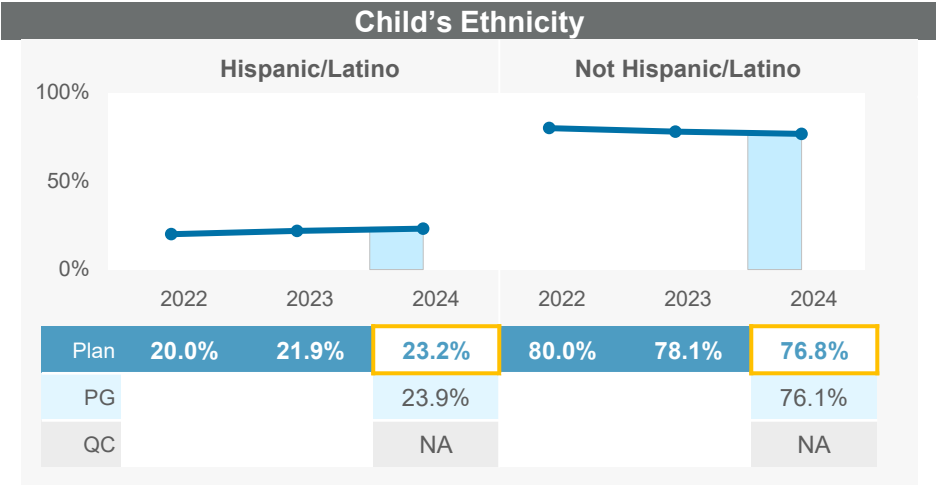 Child's Ethnicity
Hispanic/Latino Not Hispanic/Latino
100%
50%
0%
2022 2023 2024 2022 2023 2024
Plan 20.0% 21.9% 23.2% 80.0% 78.1% 76.8%
PG 23.9% 76.1%
QC NA NA